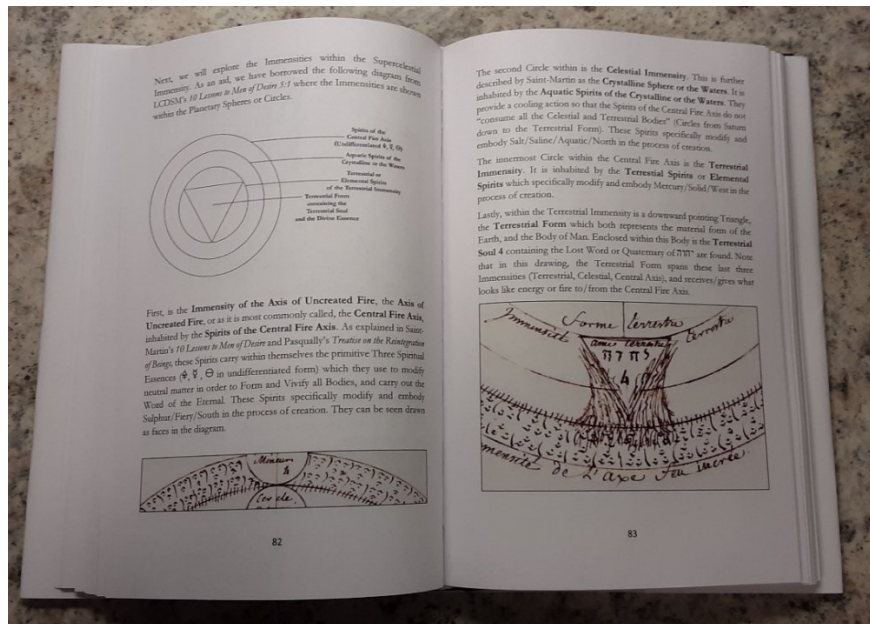 Next, we will explore the Immensities within the Supercelestial
Immensity. As an aid, we have borrowed the following diagram from
LCDSM's 10 Lessons to Men of Desire 3:1 where the Immensities are shown
within the Planetary Spheres or Circles.
Spirits of the
Central Fire Axis
(Undifferentiated 🜍, ☿, 🜔)
Aquatic Spirits of the
Crystalline or the Waters
Terrestrial or
Elemental Spirits
of the Terrestrial Immensity
Terrestrial Form
containing the
Terrestrial Soul
and the Divine Essence
First, is the Immensity of the Axis of Uncreated Fire, the Axis of
Uncreated Fire, or as it is most commonly called, the Central Fire Axis,
inhabited by the Spirits of the Central Fire Axis. As explained in Saint-
Martin's 10 Lessons to Men of Desire and Pasqually's Treatise on the Reintegration
of Beings, these Spirits carry within themselves the primitive Three Spiritual
Essences (🜍, ☿, 🜔 in undifferentiated form) which they use to modify
neutral matter in order to Form and Vivify all Bodies, and carry out the
Word of the Eternal. These Spirits specifically modify and embody
Sulphur/Fiery/South in the process of creation. They can be seen drawn
as faces in the diagram.
4
Cercle
82
The second Circle within is the Celestial Immensity. This is further
described by Saint-Martin as the Crystalline Sphere or the Waters. It is
inhabited by the Aquatic Spirits of the Crystalline or the Waters. They
provide a cooling action so that the Spirits of the Central Fire Axis do not
"consume all the Celestial and Terrestrial Bodies" (Circles from Saturn
down to the Terrestrial Form). These Spirits specifically modify and
embody Salt/Saline/Aquatic/North in the process of creation.
The innermost Circle within the Central Fire Axis is the Terrestrial
Immensity. It is inhabited by the Terrestial Spirits or Elemental
Spirits which specifically modify and embody Mercury/Solid/West in the
process of creation.
Lastly, within the Terrestrial Immensity is a downward pointing Triangle,
the Terrestrial Form which both represents the material form of the
Earth, and the Body of Man. Enclosed within this Body is the Terrestrial
Soul 4 containing the Lost Word or Quaternary of יהוה are found. Note
that in this drawing, the Terrestrial Form spans these last three
Immensines (Terrestrial, Celestial, Central Axis), and receives/gives what
looks like energy or fire to/from the Central Fire Axis.
Immensité Forme terrestre terrestre
ame terrestre
יהוה
4
immensité de L'axe feu incréé.
83